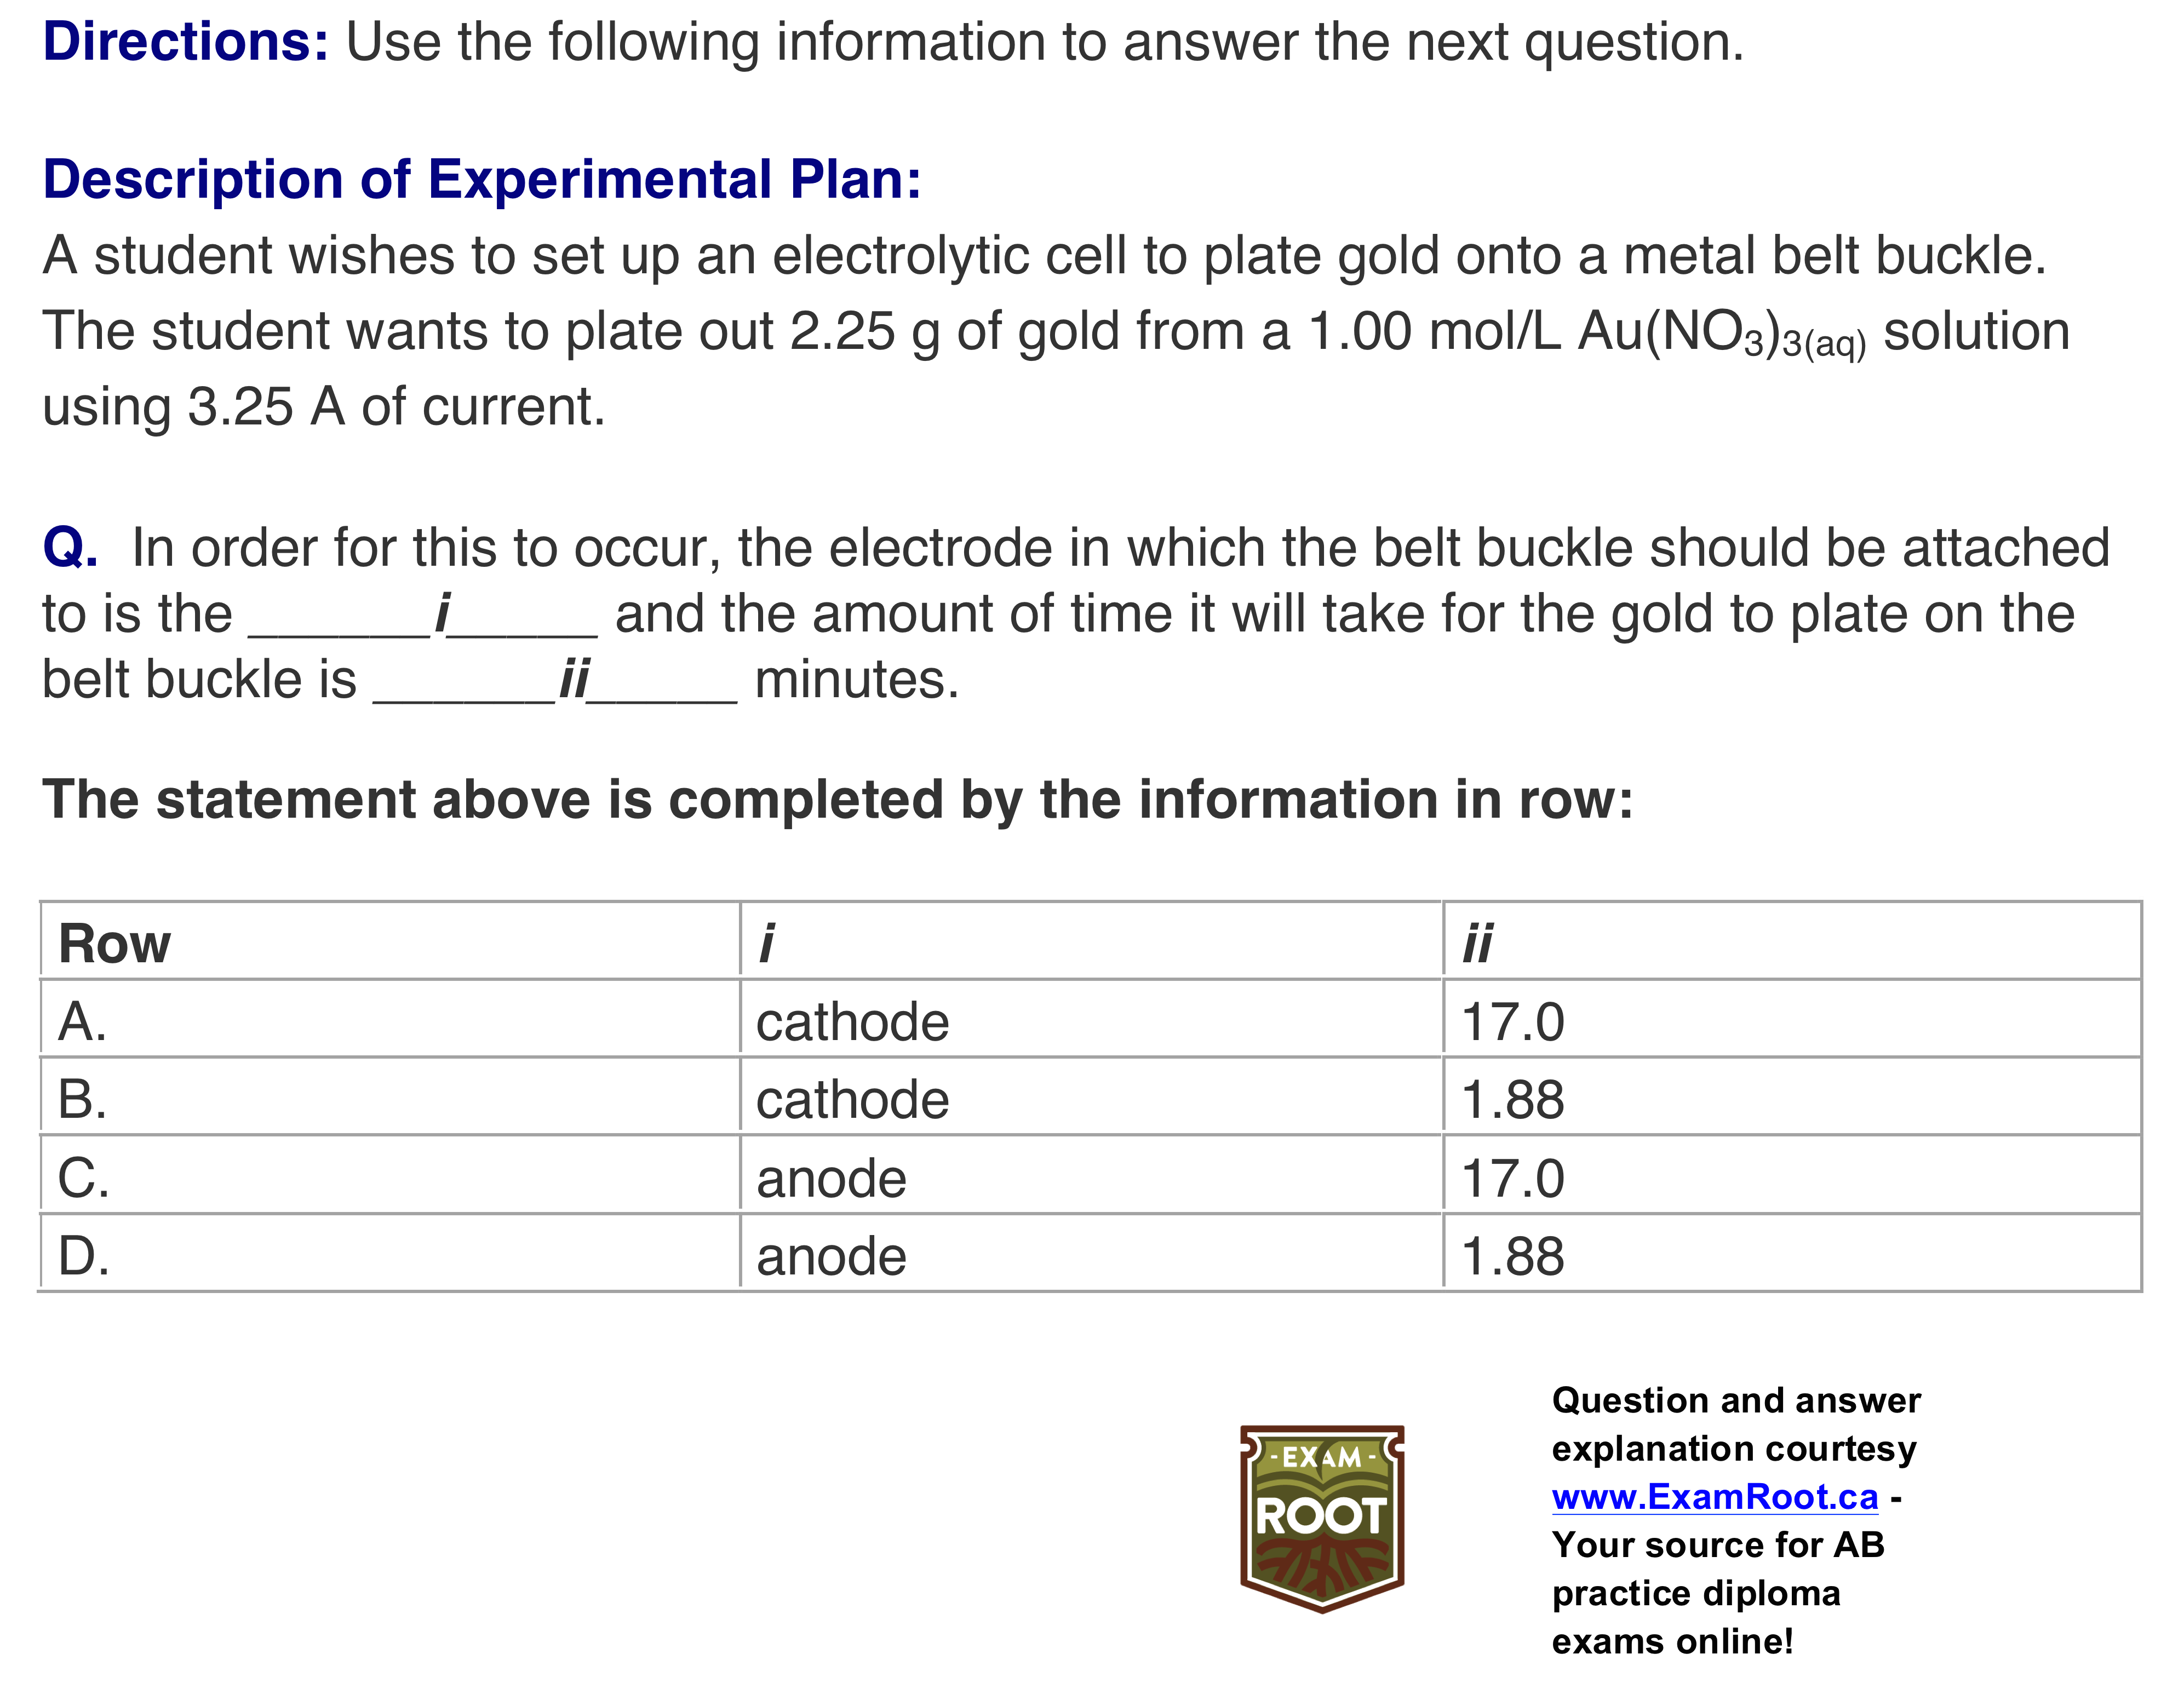 Directions: Use the following information to answer the next question.
Description of Experimental Plan:
A student wishes to set up an electrolytic cell to plate gold onto a metal belt buckle.
The student wants to plate out 2.25 g of gold from a 1.00 mol/L Au(NO₃)₃₍aq₎ solution
using 3.25 A of current.
Q. In order for this to occur, the electrode in which the belt buckle should be attached
to is the ______i_____ and the amount of time it will take for the gold to plate on the
belt buckle is ______ii_____ minutes.
The statement above is completed by the information in row:
Row i ii
A. cathode 17.0
B. cathode 1.88
C. anode 17.0
D. anode 1.88
- EXAM -
ROOT
Question and answer
explanation courtesy
www.ExamRoot.ca -
Your source for AB
practice diploma
exams online!